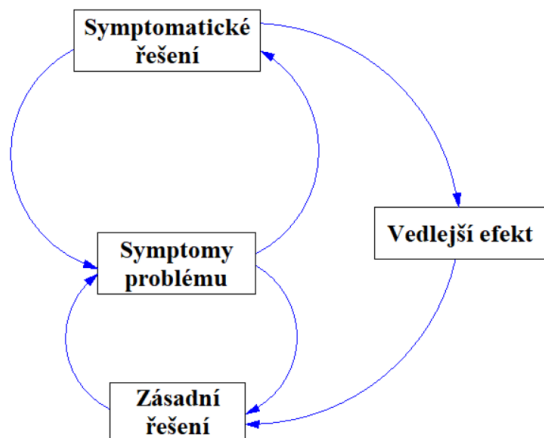 Symptomatické
řešení
Vedlejší efekt
Symptomy
problému
Zásadní
řešení